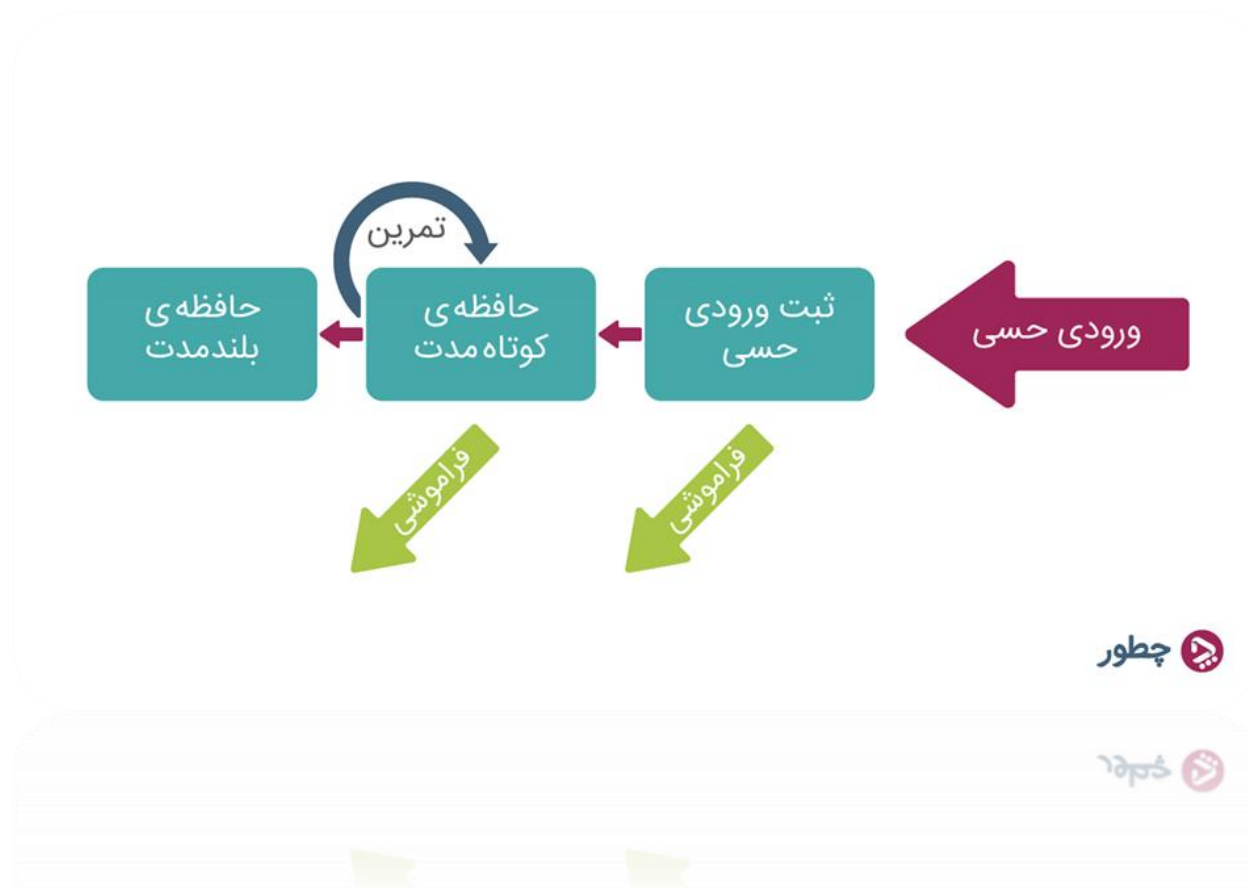 تمرین
ورودی حسی
ثبت ورودی
حسی
حافظه‌ی
کوتاه‌مدت
حافظه‌ی
بلندمدت
فراموشی
فراموشی
چطور